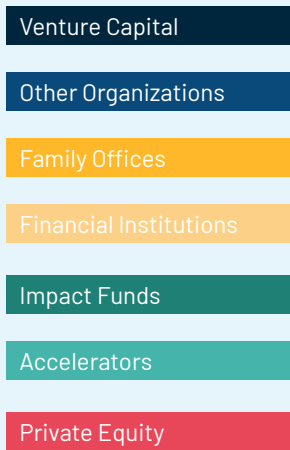 Venture Capital
Other Organizations
Family Offices
Financial Institutions
Impact Funds
Accelerators
Private Equity